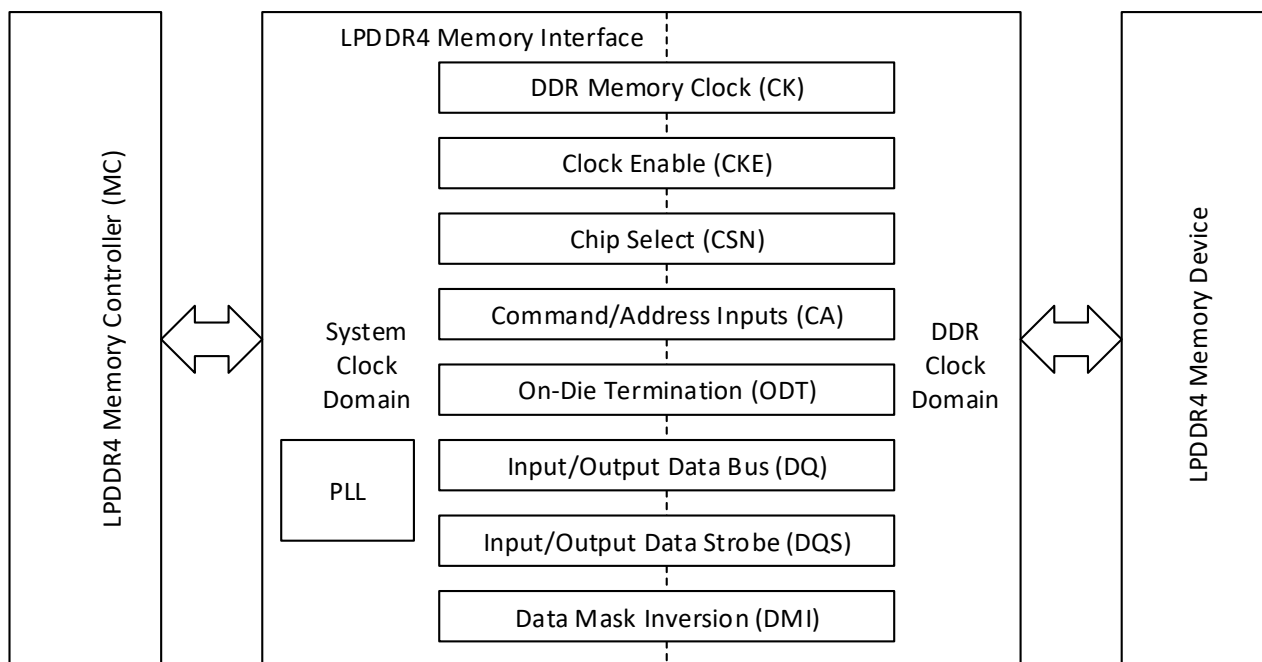 LPDDR4 Memory Controller (MC)
LPDDR4 Memory Interface
DDR Memory Clock (CK)
Clock Enable (CKE)
Chip Select (CSN)
Command/Address Inputs (CA)
On-Die Termination (ODT)
Input/Output Data Bus (DQ)
Input/Output Data Strobe (DQS)
Data Mask Inversion (DMI)
System
Clock
Domain
PLL
DDR
Clock
Domain
LPDDR4 Memory Device